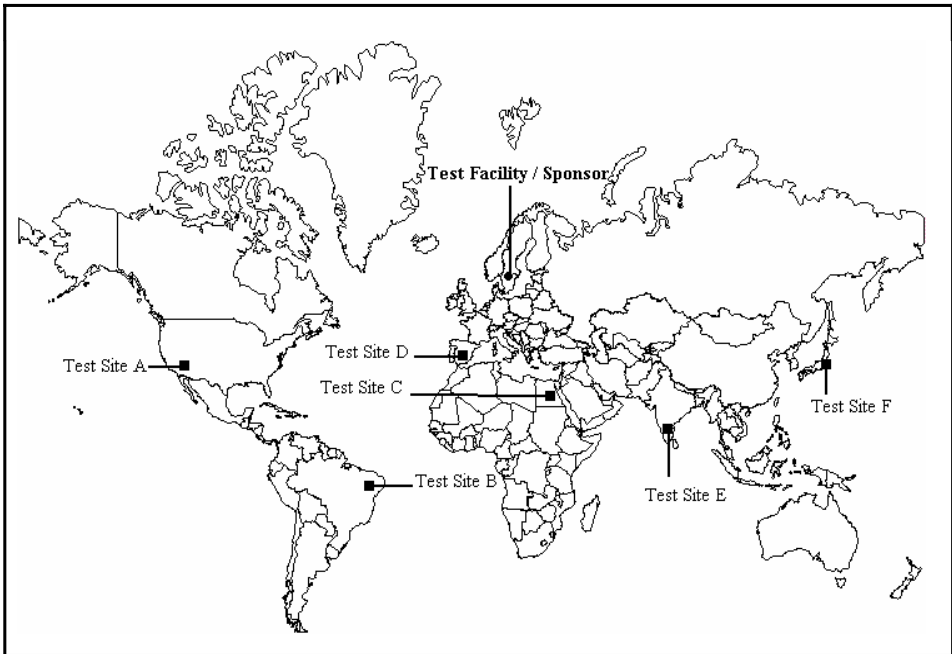 Test Facility / Sponsor
Test Site D
Test Site A
Test Site C
Test Site F
Test Site B
Test Site E